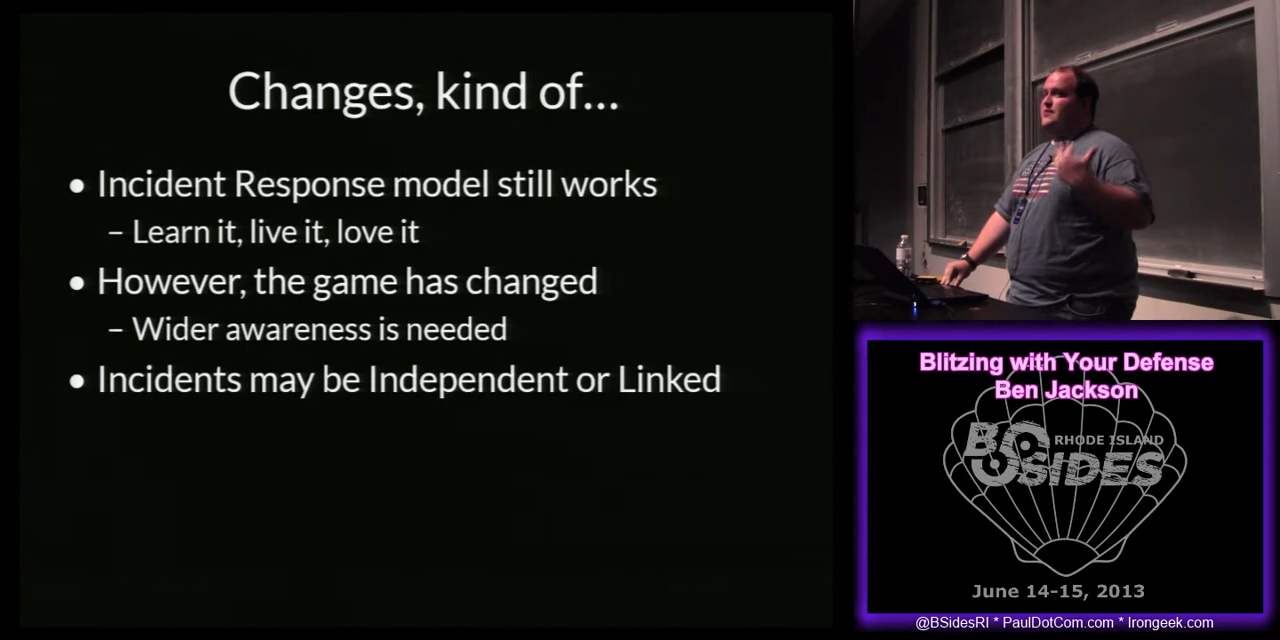 Changes, kind of...
• Incident Response model still works
– Learn it, live it, love it
• However, the game has changed
– Wider awareness is needed
• Incidents may be Independent or Linked
Blitzing with Your Defense
Ben Jackson
BSIDES
RHODE ISLAND
June 14-15, 2013
@BSidesRI * PaulDotCom.com * Irongeek.com